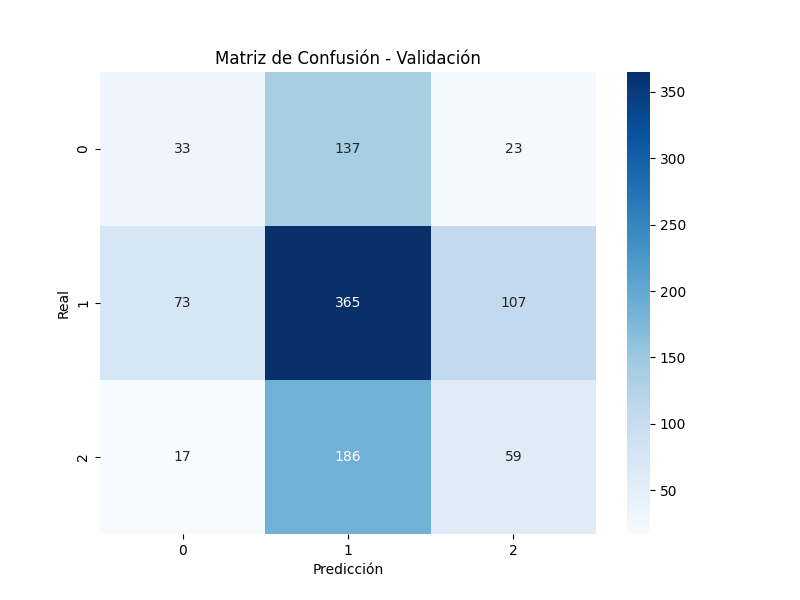 Matriz de Confusión - Validación
0 33 137 23
1 73 365 107
2 17 186 59
0 1 2
Real
Predicción
350
300
250
200
150
100
50